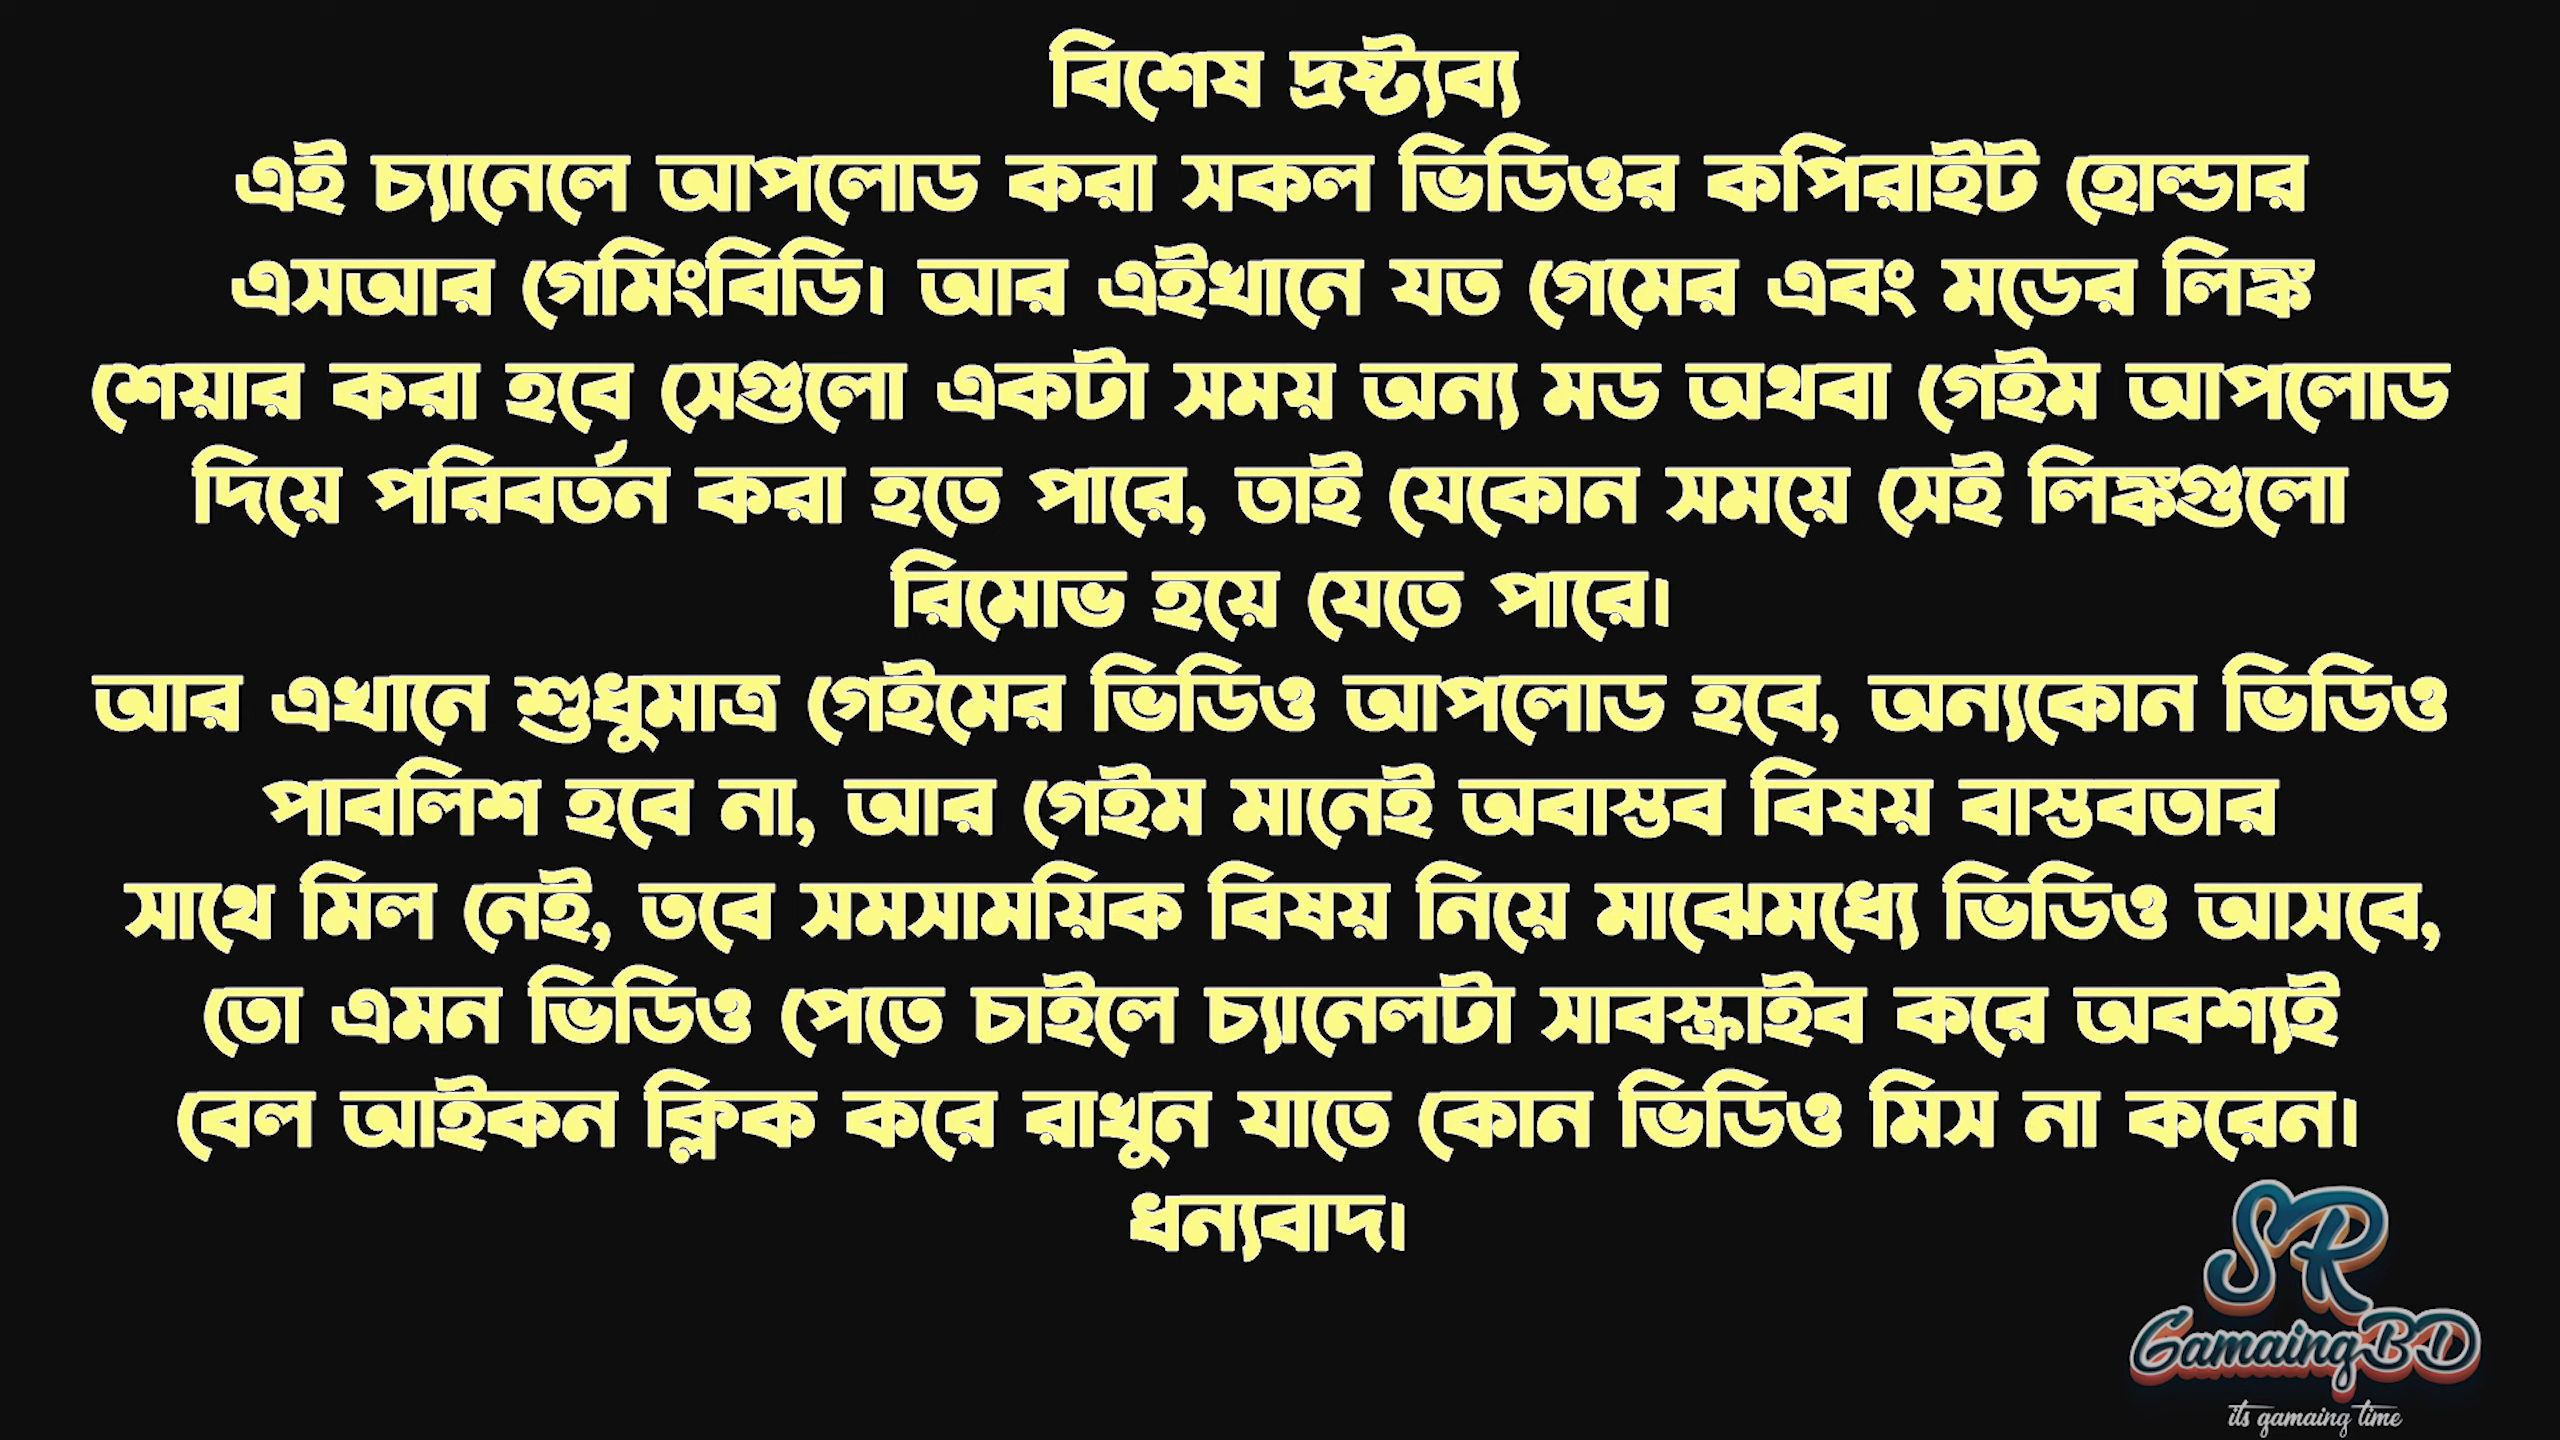 বিশেষ দ্রষ্ট্যব্য
এই চ্যানেলে আপলোড করা সকল ভিডিওর কপিরাইট হোল্ডার
এসআর গেমিংবিডি। আর এইখানে যত গেমের এবং মডের লিঙ্ক
শেয়ার করা হবে সেগুলো একটা সময় অন্য মড অথবা গেইম আপলোড
দিয়ে পরিবর্তন করা হতে পারে, তাই যেকোন সময়ে সেই লিঙ্কগুলো
রিমোভ হয়ে যেতে পারে।
আর এখানে শুধুমাত্র গেইমের ভিডিও আপলোড হবে, অন্যকোন ভিডিও
পাবলিশ হবে না, আর গেইম মানেই অবাস্তব বিষয় বাস্তবতার
সাথে মিল নেই, তবে সমসাময়িক বিষয় নিয়ে মাঝেমধ্যে ভিডিও আসবে,
তো এমন ভিডিও পেতে চাইলে চ্যানেলটা সাবস্ক্রাইব করে অবশ্যই
বেল আইকন ক্লিক করে রাখুন যাতে কোন ভিডিও মিস না করেন।
ধন্যবাদ।
SR
GamaingBD
its gamaing time